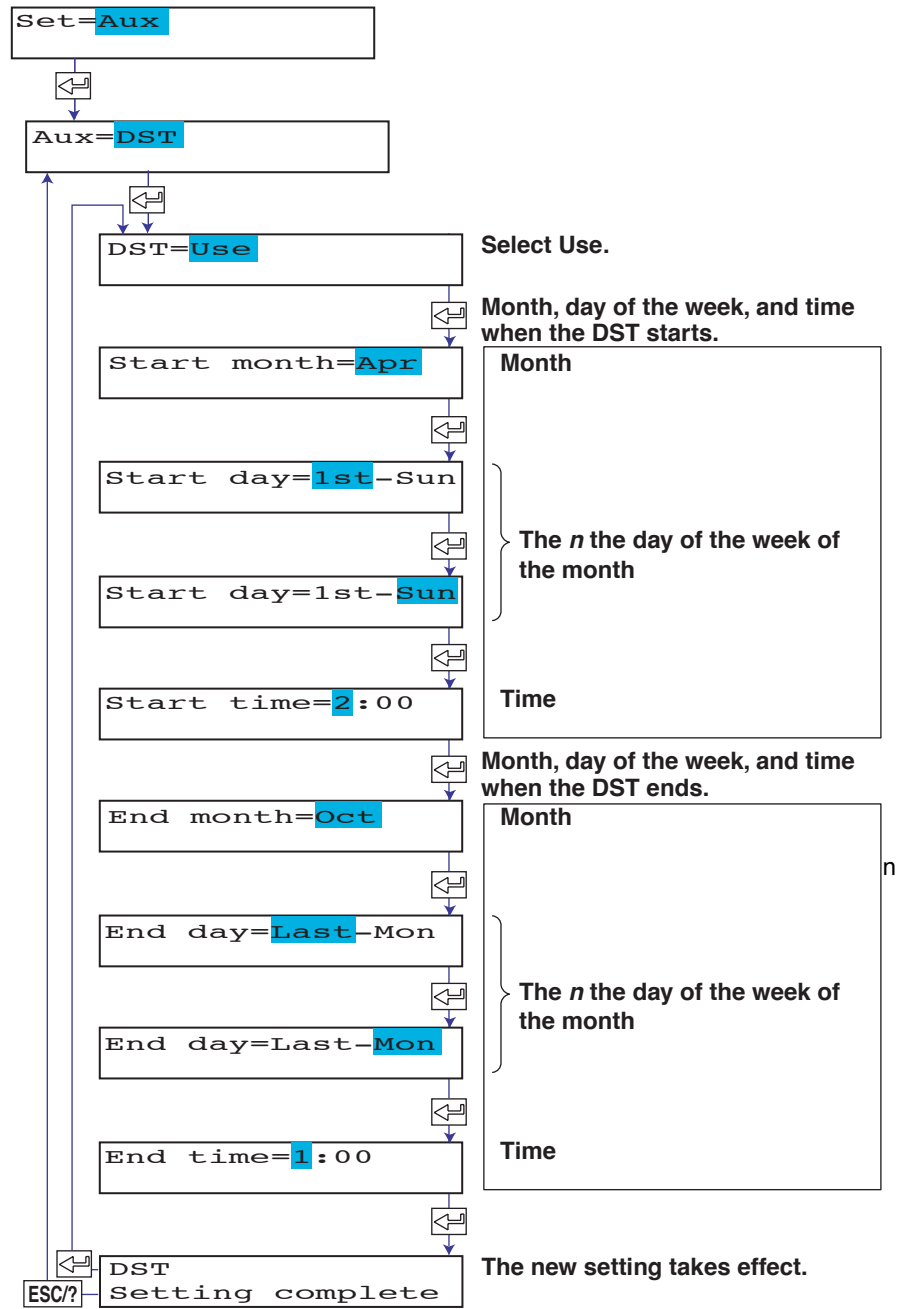 Set=Aux
Aux=DST
DST=Use
Select Use.
Month, day of the week, and time
when the DST starts.
Start month=Apr
Month
Start day=1st-Sun
The n the day of the week of
the month
Start day=1st-Sun
Start time=2:00
Time
Month, day of the week, and time
when the DST ends.
End month=Oct
Month
n
End day=Last-Mon
The n the day of the week of
the month
End day=Last-Mon
End time=1:00
Time
DST
Setting complete
The new setting takes effect.
ESC/?